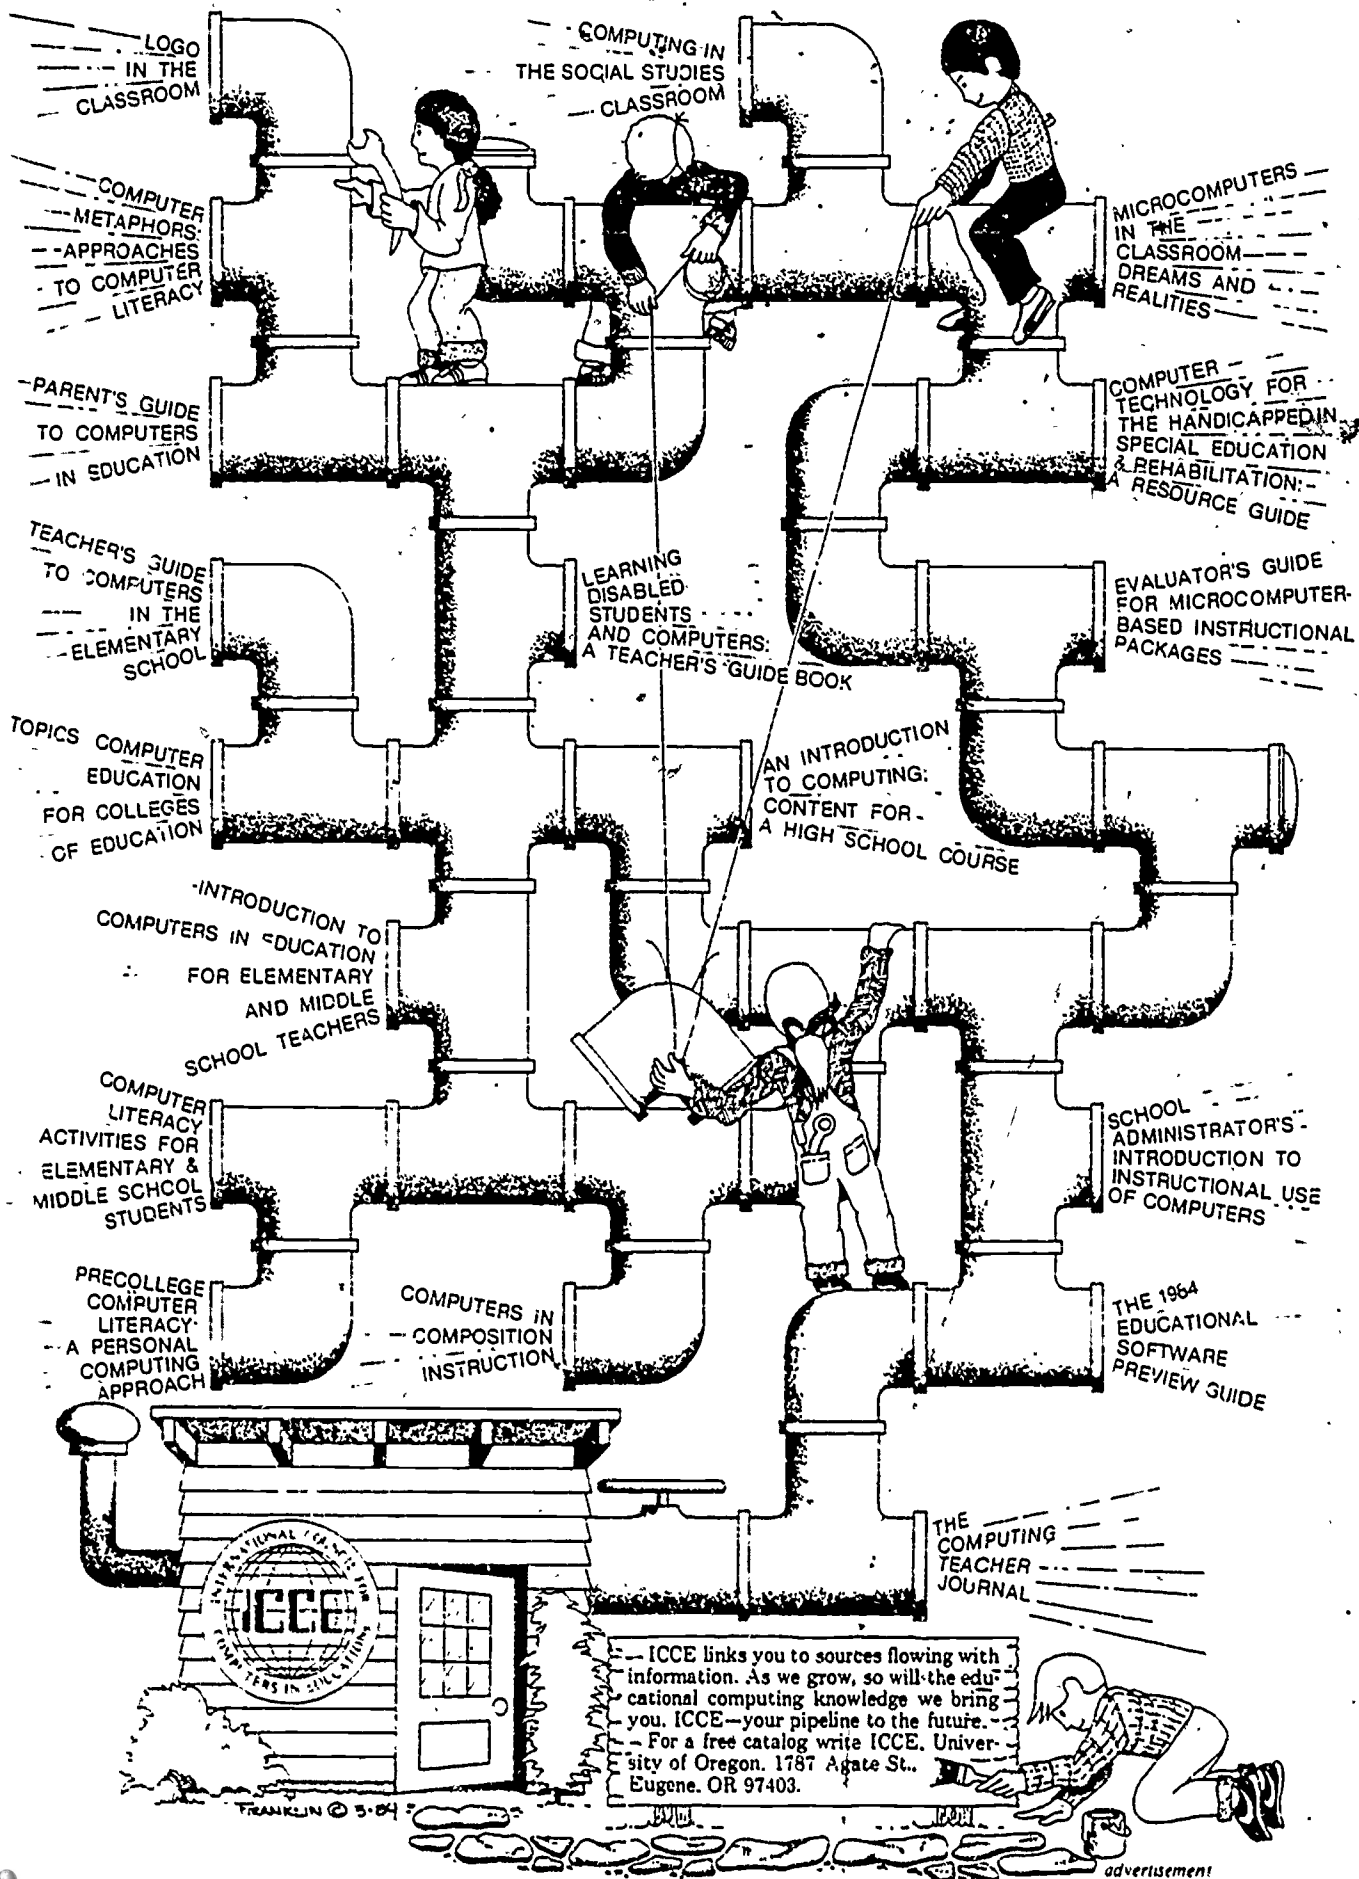 LOGO
IN THE
CLASSROOM
COMPUTING IN
THE SOCIAL STUDIES
CLASSROOM
COMPUTER
METAPHORS:
APPROACHES
TO COMPUTER
LITERACY
MICROCOMPUTERS
IN THE
CLASSROOM
DREAMS AND
REALITIES
PARENT'S GUIDE
TO COMPUTERS
IN EDUCATION
COMPUTER
TECHNOLOGY FOR
THE HANDICAPPED IN
SPECIAL EDUCATION
& REHABILITATION:
A RESOURCE GUIDE
TEACHER'S GUIDE
TO COMPUTERS
IN THE
ELEMENTARY
SCHOOL
LEARNING
DISABLED
STUDENTS
AND COMPUTERS:
A TEACHER'S GUIDE BOOK
EVALUATOR'S GUIDE
FOR MICROCOMPUTER-
BASED INSTRUCTIONAL
PACKAGES
TOPICS COMPUTER
EDUCATION
FOR COLLEGES
OF EDUCATION
AN INTRODUCTION
TO COMPUTING:
CONTENT FOR
A HIGH SCHOOL COURSE
INTRODUCTION TO
COMPUTERS IN EDUCATION
FOR ELEMENTARY
AND MIDDLE
SCHOOL TEACHERS
COMPUTER
LITERACY
ACTIVITIES FOR
ELEMENTARY &
MIDDLE SCHOOL
STUDENTS
SCHOOL
ADMINISTRATOR'S
INTRODUCTION TO
INSTRUCTIONAL USE
OF COMPUTERS
PRECOLLEGE
COMPUTER
LITERACY:
A PERSONAL
COMPUTING
APPROACH
COMPUTERS IN
COMPOSITION
INSTRUCTION
THE 1984
EDUCATIONAL
SOFTWARE
PREVIEW GUIDE
THE
COMPUTING
TEACHER
JOURNAL
INTERNATIONAL COUNCIL FOR
ICCE
COMPUTERS IN EDUCATION
ICCE links you to sources flowing with
information. As we grow, so will the edu-
cational computing knowledge we bring
you. ICCE—your pipeline to the future.
For a free catalog write ICCE, Univer-
sity of Oregon, 1787 Agate St.,
Eugene, OR 97403.
FRANKLIN © 3-84
advertisement